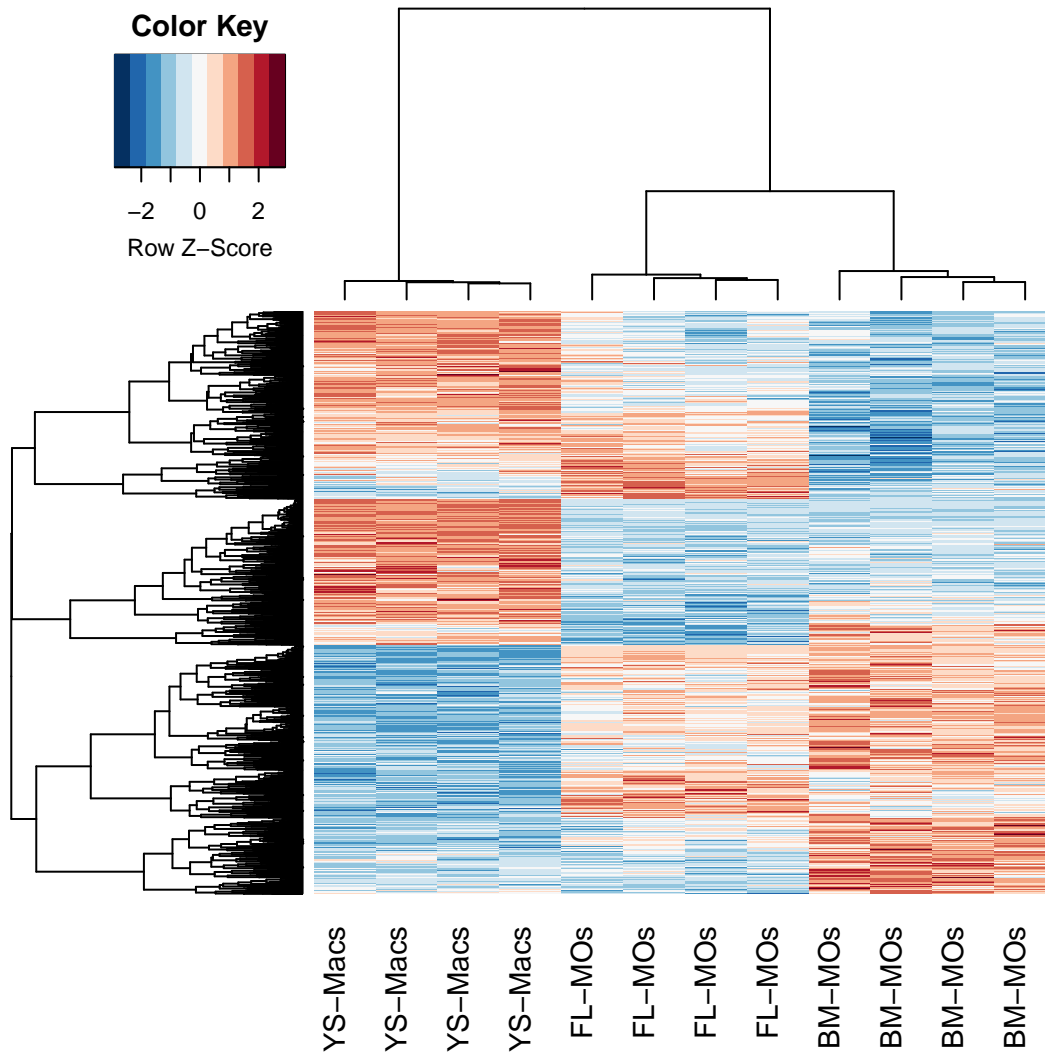 Color Key
−2 0 2
Row Z−Score
YS−Macs
YS−Macs
YS−Macs
YS−Macs
FL−MOs
FL−MOs
FL−MOs
FL−MOs
BM−MOs
BM−MOs
BM−MOs
BM−MOs